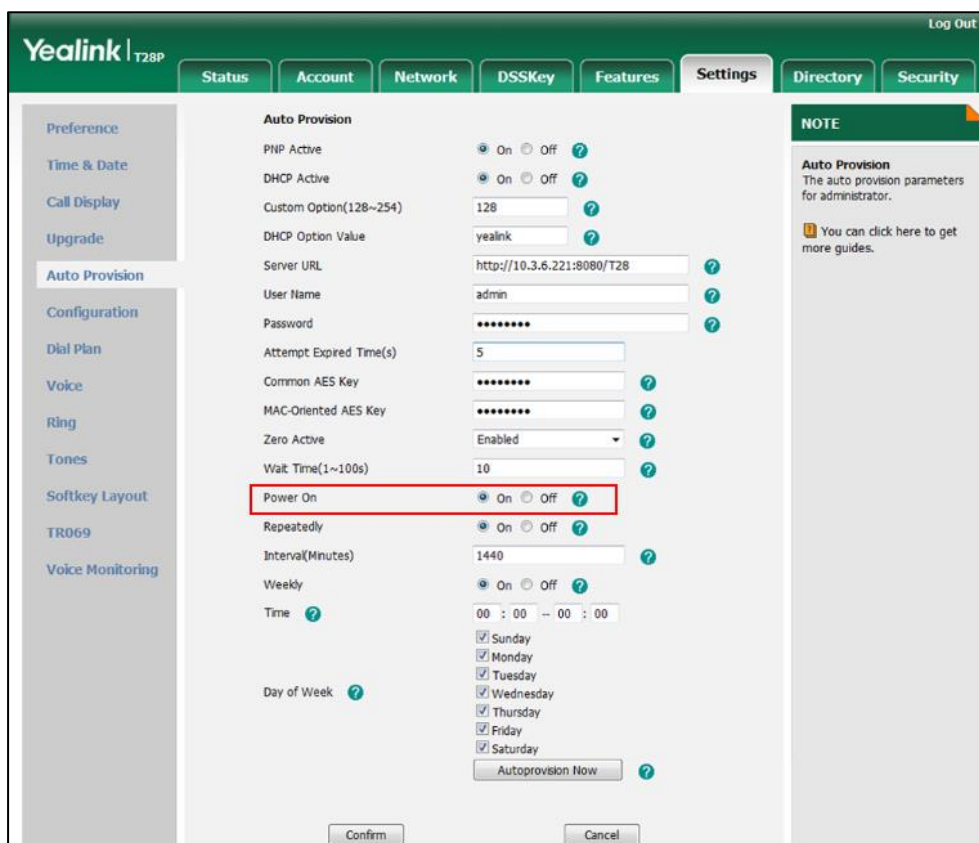 Log Out
Yealink | T28P
Status Account Network DSSKey Features Settings Directory Security
Preference
Time & Date
Call Display
Upgrade
Auto Provision
Configuration
Dial Plan
Voice
Ring
Tones
Softkey Layout
TR069
Voice Monitoring
Auto Provision
PNP Active On Off ?
DHCP Active On Off ?
Custom Option(128~254) 128 ?
DHCP Option Value yealink ?
Server URL http://10.3.6.221:8080/T28 ?
User Name admin ?
Password •••••••• ?
Attempt Expired Time(s) 5
Common AES Key •••••••• ?
MAC-Oriented AES Key •••••••• ?
Zero Active Enabled ?
Wait Time(1~100s) 10 ?
Power On On Off ?
Repeatedly On Off ?
Interval(Minutes) 1440 ?
Weekly On Off ?
Time ? 00 : 00 -- 00 : 00
Sunday
Monday
Tuesday
Day of Week ? Wednesday
Thursday
Friday
Saturday
Autoprovision Now ?
Confirm Cancel
NOTE
Auto Provision
The auto provision parameters
for administrator.
? You can click here to get
more guides.